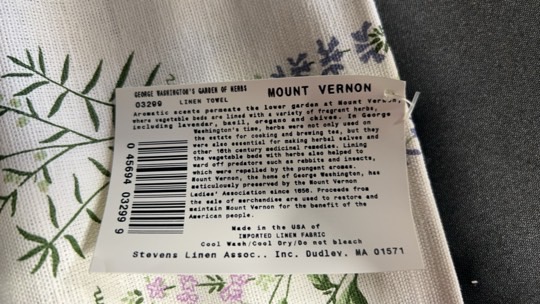 GEORGE WASHINGTON'S GARDEN OF HERBS
MOUNT VERNON
03299 LINEN TOWEL
Aromatic scents permeate the lower garden at Mount Vernon,
where vegetable beds are lined with a variety of fragrant herbs,
including lavender, basil, oregano and chives. In George
Washington's time, herbs were not only used on
the estate for cooking and brewing tea, but they
were also essential for making herbal salves and
other 18th century medicinal remedies. Lining
the vegetable bed with herbs also helped to
ward off predators such as rabbits and insects,
which were repelled by the pungent aromas.
Mount Vernon, the home of George Washington, has
meticulously preserved by the Mount Vernon
Ladies' Association since 1858. Proceeds from
the sale of merchandise are used to restore and
maintain Mount Vernon for the benefit of the
American people.
0 45694 03299 9
Made in the USA of
IMPORTED LINEN FABRIC
Cool Wash/Cool Dry/Do not bleach
Stevens Linen Assoc., Inc. Dudley, MA 01571